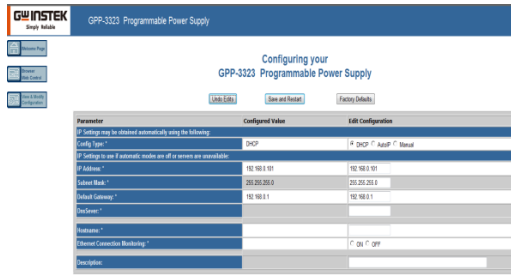 GWINSTEK
Simply Reliable
GPP-3323 Programmable Power Supply
Welcome Page
Browser
Web Control
View & Modify
Configuration
Configuring your
GPP-3323 Programmable Power Supply
Undo Edits Save and Restart Factory Defaults
Parameter Configured Value Edit Configuration
IP Settings may be obtained automatically using the following:
Config Type: * DHCP DHCP AutoIP Manual
IP Settings to use if automatic modes are off or servers are unavailable:
IP Address: * 192.168.0.101 192.168.0.101
Subnet Mask: * 255.255.255.0 255.255.255.0
Default Gateway: * 192.168.0.1 192.168.0.1
DnsSever: *
Hostname: *
Ethernet Connection Monitoring: * ON OFF
Description: